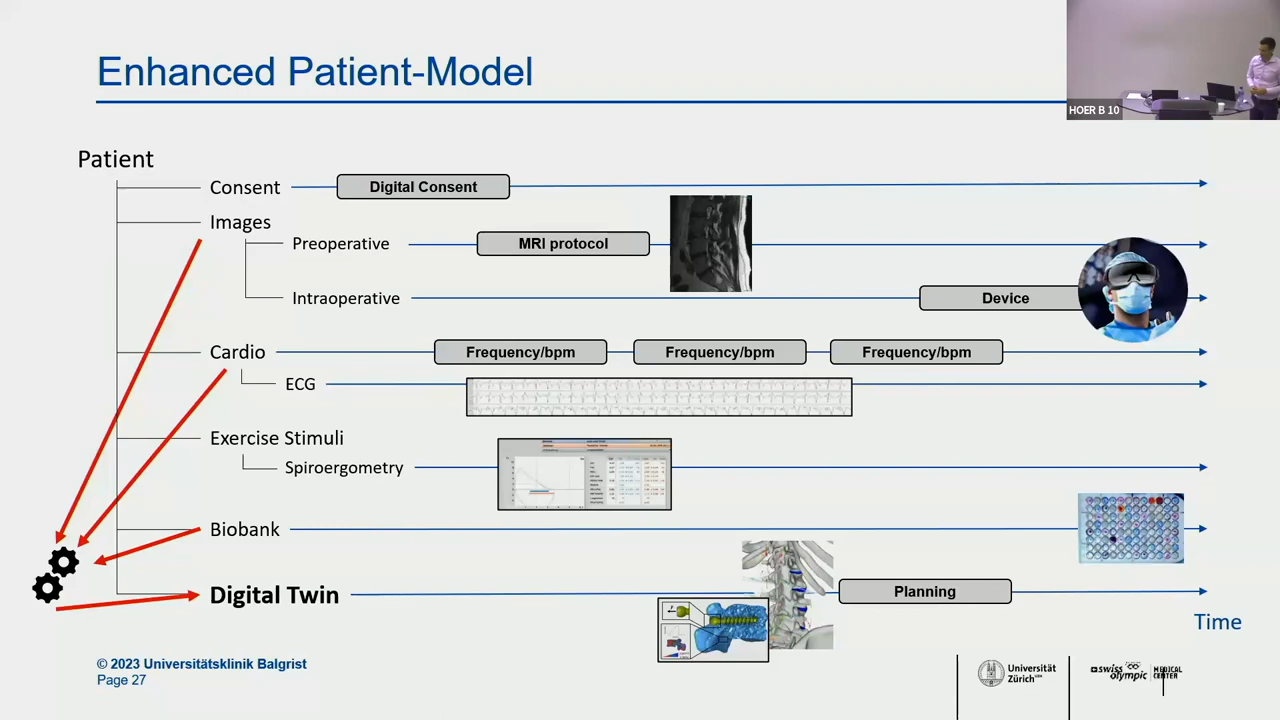 Enhanced Patient-Model
HOER B 10
Patient
Consent
Digital Consent
Images
Preoperative
MRI protocol
Intraoperative
Device
Cardio
Frequency/bpm
Frequency/bpm
Frequency/bpm
ECG
Exercise Stimuli
Spiroergometry
Biobank
Digital Twin
Planning
Time
© 2023 Universitätsklinik Balgrist
Page 27
Universität
Zürich
swiss
olympic
MEDICAL
CENTER